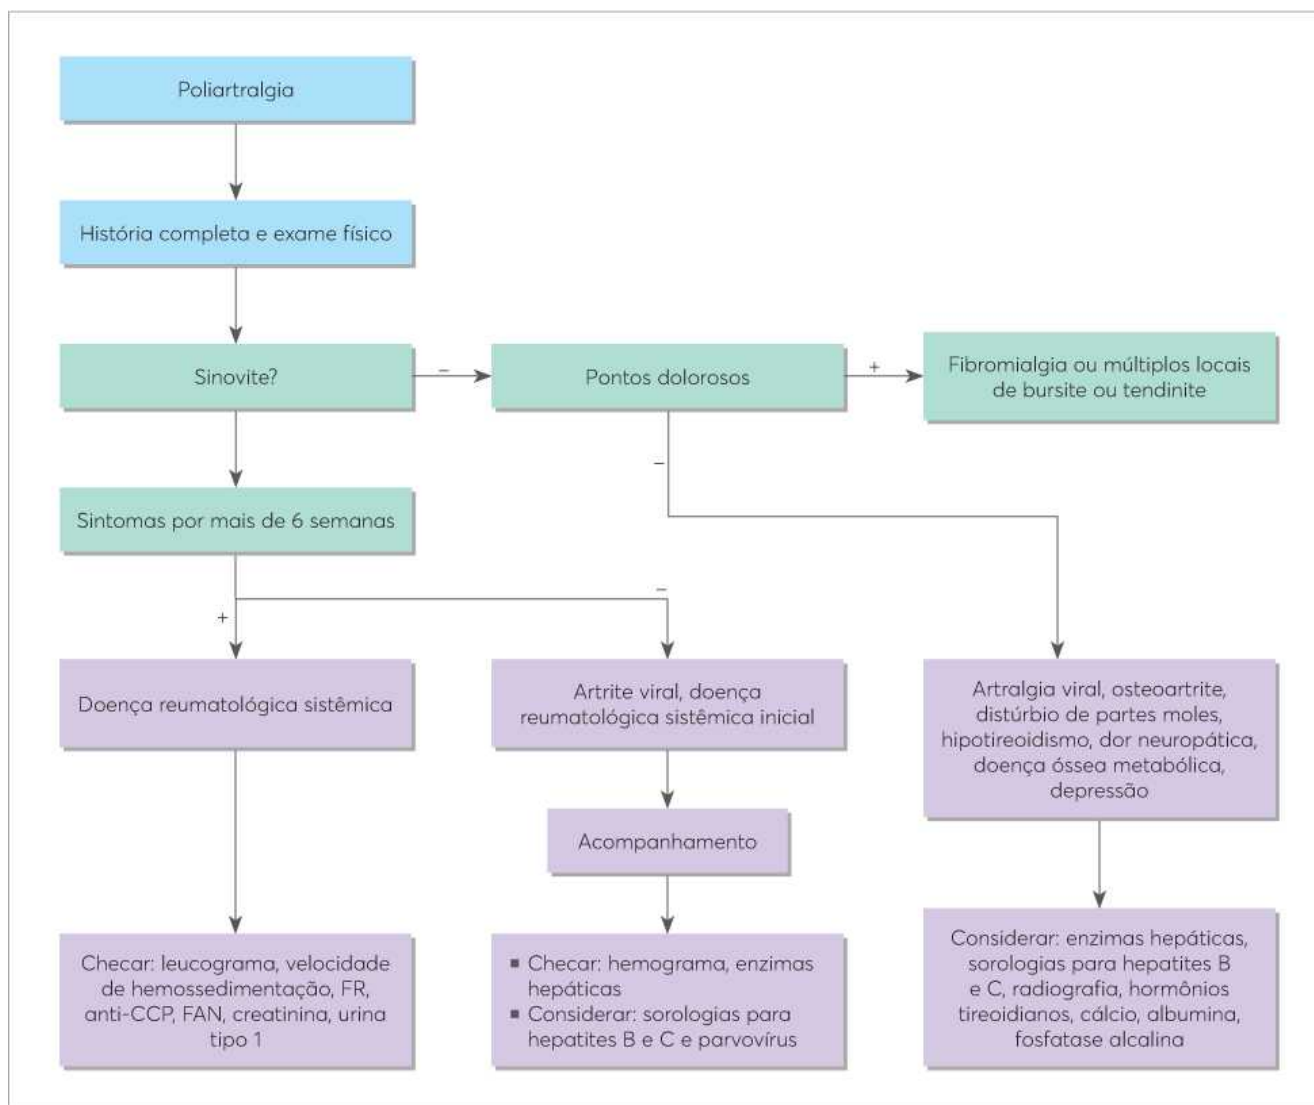 Poliartralgia
História completa e exame físico
Sinovite?
–
Pontos dolorosos
+
Fibromialgia ou múltiplos locais
de bursite ou tendinite
–
Sintomas por mais de 6 semanas
+
–
Doença reumatológica sistêmica
Artrite viral, doença
reumatológica sistêmica inicial
Artralgia viral, osteoartrite,
distúrbio de partes moles,
hipotireoidismo, dor neuropática,
doença óssea metabólica,
depressão
Acompanhamento
Checar: leucograma, velocidade
de hemossedimentação, FR,
anti-CCP, FAN, creatinina, urina
tipo 1
▪ Checar: hemograma, enzimas
hepáticas
▪ Considerar: sorologias para
hepatites B e C e parvovírus
Considerar: enzimas hepáticas,
sorologias para hepatites B
e C, radiografia, hormônios
tireoidianos, cálcio, albumina,
fosfatase alcalina